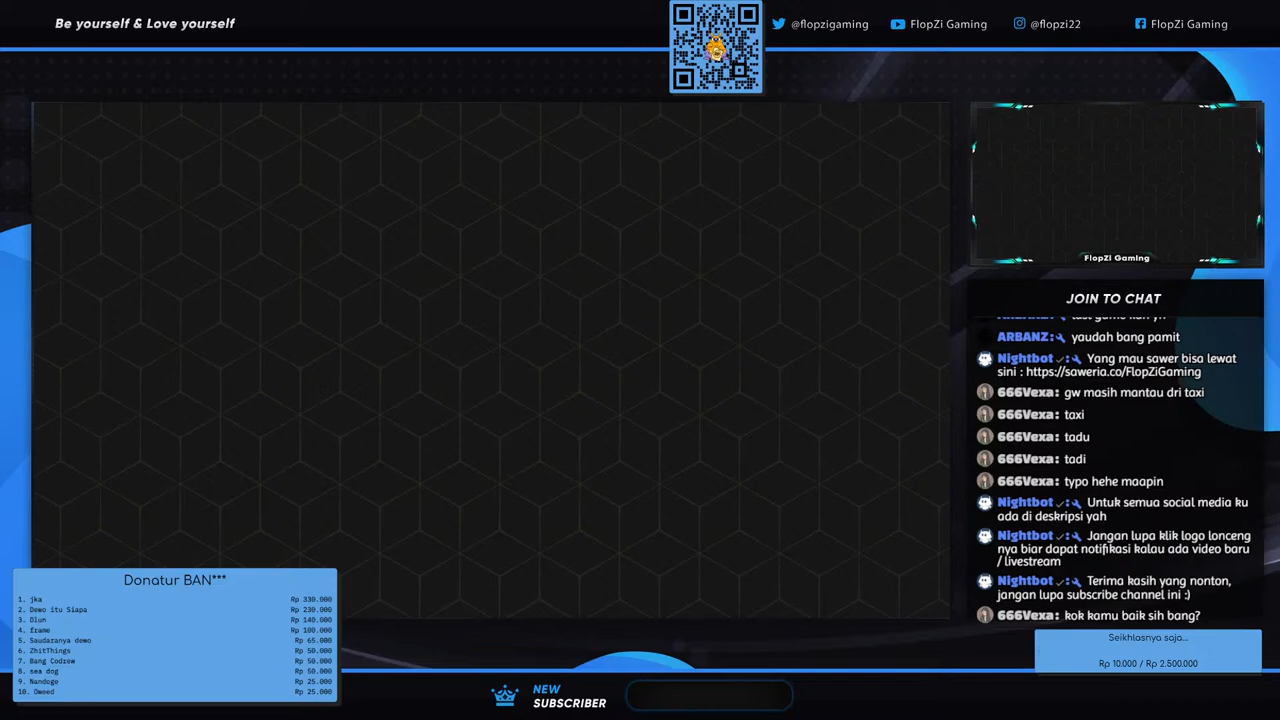 Be yourself & Love yourself
@flopzigaming
FlopZi Gaming
@flopzi22
FlopZi Gaming
FlopZi Gaming
JOIN TO CHAT
ARBANZ: yaudah bang pamit
Nightbot : Yang mau sawer bisa lewat
sini : https://saweria.co/FlopZiGaming
666Vexa: gw masih mantau dri taxi
666Vexa: taxi
666Vexa: tadu
666Vexa: tadi
666Vexa: typo hehe maapin
Nightbot : Untuk semua social media ku
ada di deskripsi yah
Nightbot : Jangan lupa klik logo lonceng
nya biar dapat notifikasi kalau ada video baru
/ livestream
Nightbot : Terima kasih yang nonton,
jangan lupa subscribe channel ini :)
666Vexa: kok kamu baik sih bang?
Donatur BAN***
1. jka Rp 330.000
2. Dewo itu Siapa Rp 230.000
3. Dlun Rp 140.000
4. frame Rp 100.000
5. Saudaranya dewo Rp 65.000
6. ZhitThings Rp 50.000
7. Bang Codrew Rp 50.000
8. sea dog Rp 50.000
9. Nandoge Rp 25.000
10. Oweed Rp 25.000
Seikhlasnya saja...
Rp 10.000 / Rp 2.500.000
NEW
SUBSCRIBER